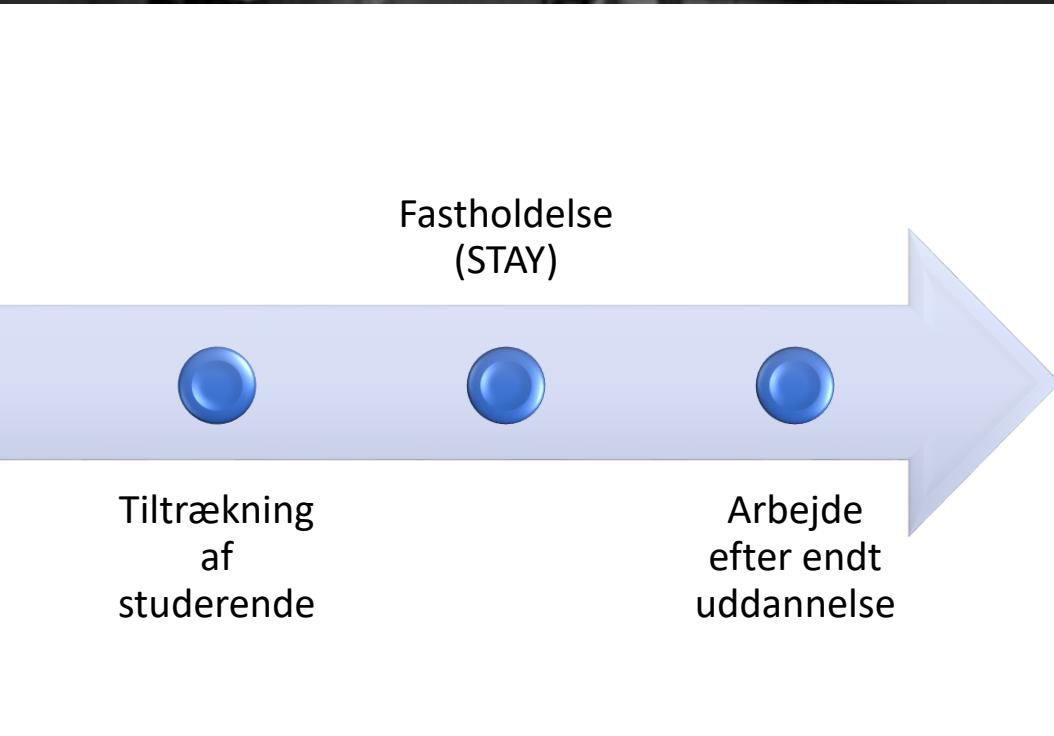 Fastholdelse
(STAY)
Tiltrækning
af
studerende
Arbejde
efter endt
uddannelse